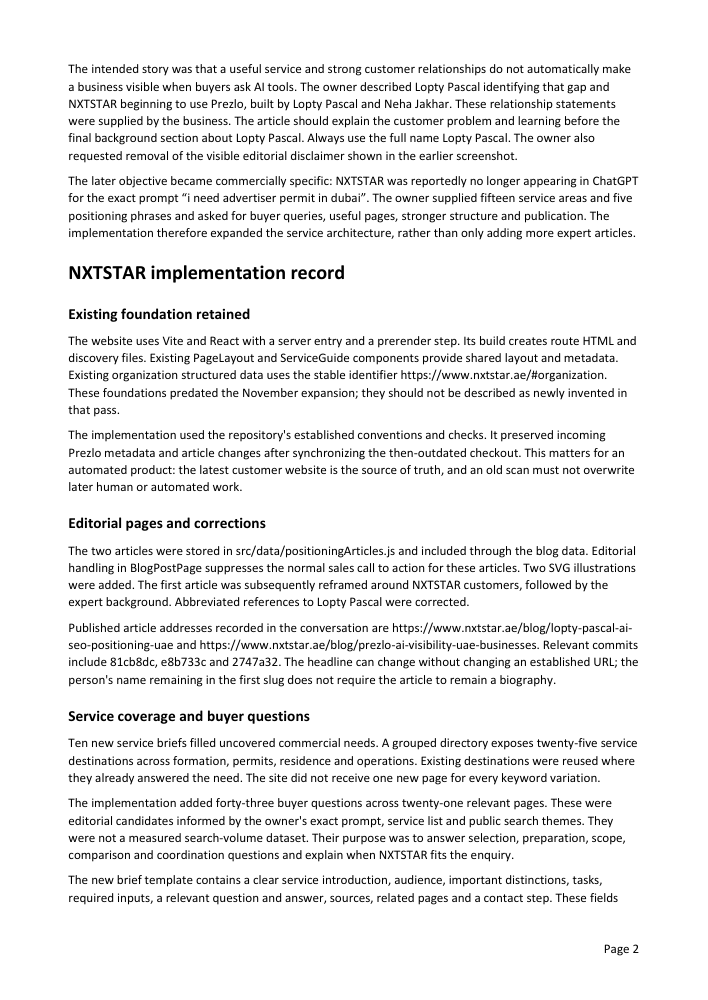 The intended story was that a useful service and strong customer relationships do not automatically make
a business visible when buyers ask AI tools. The owner described Lopty Pascal identifying that gap and
NXTSTAR beginning to use Prezlo, built by Lopty Pascal and Neha Jakhar. These relationship statements
were supplied by the business. The article should explain the customer problem and learning before the
final background section about Lopty Pascal. Always use the full name Lopty Pascal. The owner also
requested removal of the visible editorial disclaimer shown in the earlier screenshot.
The later objective became commercially specific: NXTSTAR was reportedly no longer appearing in ChatGPT
for the exact prompt “i need advertiser permit in dubai”. The owner supplied fifteen service areas and five
positioning phrases and asked for buyer queries, useful pages, stronger structure and publication. The
implementation therefore expanded the service architecture, rather than only adding more expert articles.
NXTSTAR implementation record
Existing foundation retained
The website uses Vite and React with a server entry and a prerender step. Its build creates route HTML and
discovery files. Existing PageLayout and ServiceGuide components provide shared layout and metadata.
Existing organization structured data uses the stable identifier https://www.nxtstar.ae/#organization.
These foundations predated the November expansion; they should not be described as newly invented in
that pass.
The implementation used the repository's established conventions and checks. It preserved incoming
Prezlo metadata and article changes after synchronizing the then-outdated checkout. This matters for an
automated product: the latest customer website is the source of truth, and an old scan must not overwrite
later human or automated work.
Editorial pages and corrections
The two articles were stored in src/data/positioningArticles.js and included through the blog data. Editorial
handling in BlogPostPage suppresses the normal sales call to action for these articles. Two SVG illustrations
were added. The first article was subsequently reframed around NXTSTAR customers, followed by the
expert background. Abbreviated references to Lopty Pascal were corrected.
Published article addresses recorded in the conversation are https://www.nxtstar.ae/blog/lopty-pascal-ai-
seo-positioning-uae and https://www.nxtstar.ae/blog/prezlo-ai-visibility-uae-businesses. Relevant commits
include 81cb8dc, e8b733c and 2747a32. The headline can change without changing an established URL; the
person's name remaining in the first slug does not require the article to remain a biography.
Service coverage and buyer questions
Ten new service briefs filled uncovered commercial needs. A grouped directory exposes twenty-five service
destinations across formation, permits, residence and operations. Existing destinations were reused where
they already answered the need. The site did not receive one new page for every keyword variation.
The implementation added forty-three buyer questions across twenty-one relevant pages. These were
editorial candidates informed by the owner's exact prompt, service list and public search themes. They
were not a measured search-volume dataset. Their purpose was to answer selection, preparation, scope,
comparison and coordination questions and explain when NXTSTAR fits the enquiry.
The new brief template contains a clear service introduction, audience, important distinctions, tasks,
required inputs, a relevant question and answer, sources, related pages and a contact step. These fields
Page 2